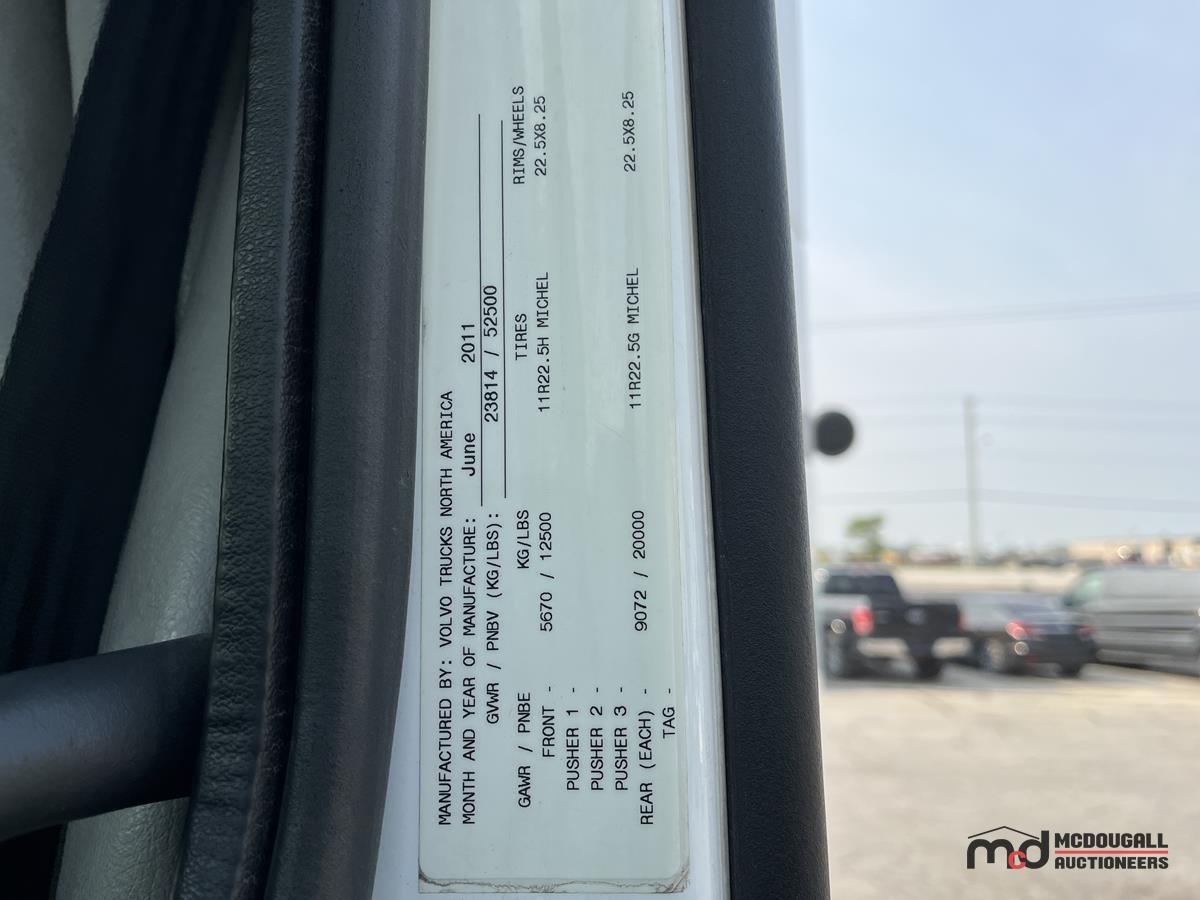 MANUFACTURED BY: VOLVO TRUCKS NORTH AMERICA
MONTH AND YEAR OF MANUFACTURE: June 2011
GVWR / PNBV (KG/LBS): 23814 / 52500
GAWR / PNBE KG/LBS TIRES RIMS/WHEELS
FRONT - 5670 / 12500 11R22.5H MICHEL 22.5X8.25
PUSHER 1 -
PUSHER 2 -
PUSHER 3 -
REAR (EACH) - 9072 / 20000 11R22.5G MICHEL 22.5X8.25
TAG -
mcd MCDOUGALL
AUCTIONEERS